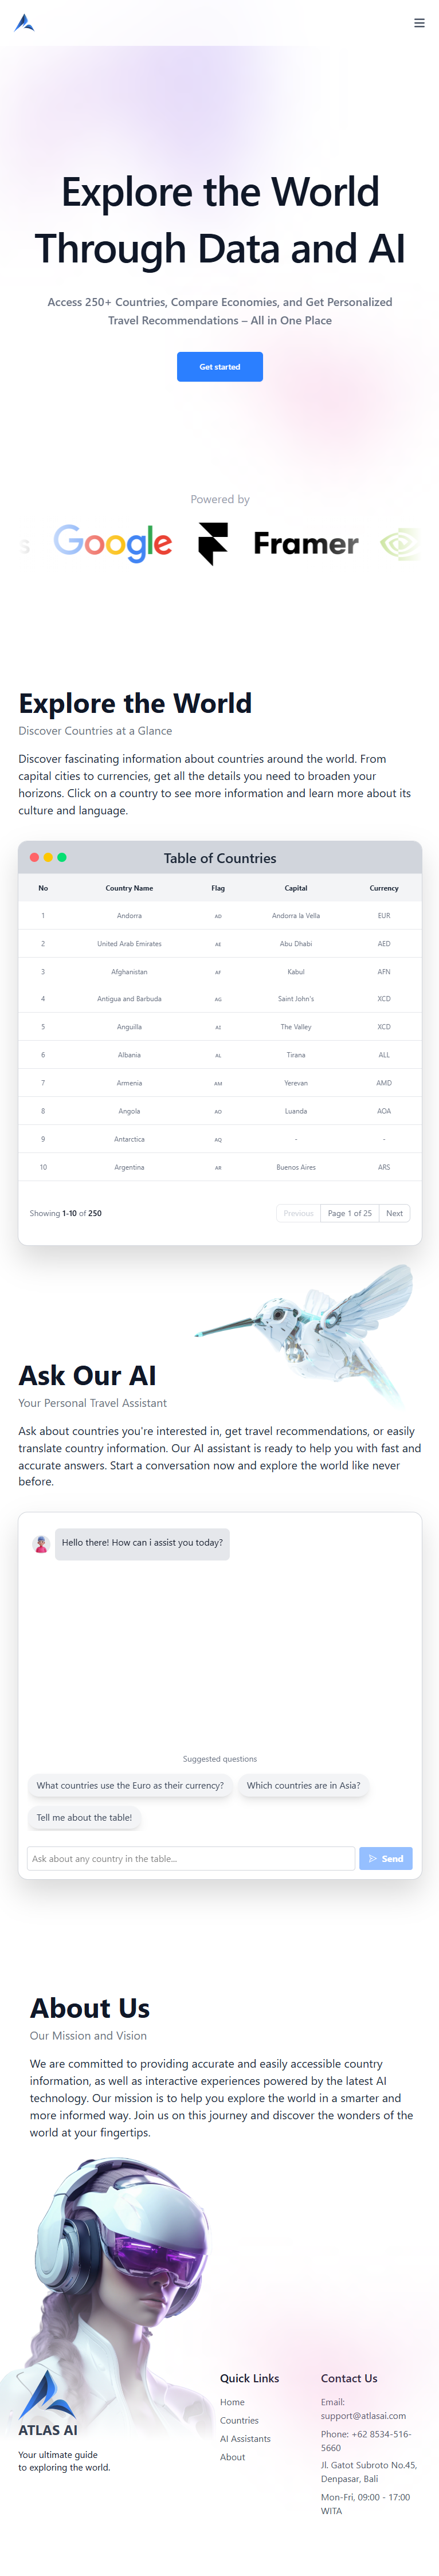 Explore the World
Through Data and AI
Access 250+ Countries, Compare Economies, and Get Personalized
Travel Recommendations – All in One Place
Get started
Powered by
s Google Framer
Explore the World
Discover Countries at a Glance
Discover fascinating information about countries around the world. From
capital cities to currencies, get all the details you need to broaden your
horizons. Click on a country to see more information and learn more about its
culture and language.
Table of Countries
No Country Name Flag Capital Currency
1 Andorra AD Andorra la Vella EUR
2 United Arab Emirates AE Abu Dhabi AED
3 Afghanistan AF Kabul AFN
4 Antigua and Barbuda AG Saint John's XCD
5 Anguilla AI The Valley XCD
6 Albania AL Tirana ALL
7 Armenia AM Yerevan AMD
8 Angola AO Luanda AOA
9 Antarctica AQ - -
10 Argentina AR Buenos Aires ARS
Showing 1-10 of 250 Previous Page 1 of 25 Next
Ask Our AI
Your Personal Travel Assistant
Ask about countries you're interested in, get travel recommendations, or easily
translate country information. Our AI assistant is ready to help you with fast and
accurate answers. Start a conversation now and explore the world like never
before.
Hello there! How can i assist you today?
Suggested questions
What countries use the Euro as their currency? Which countries are in Asia?
Tell me about the table!
Ask about any country in the table... Send
About Us
Our Mission and Vision
We are committed to providing accurate and easily accessible country
information, as well as interactive experiences powered by the latest AI
technology. Our mission is to help you explore the world in a smarter and
more informed way. Join us on this journey and discover the wonders of the
world at your fingertips.
ATLAS AI
Your ultimate guide
to exploring the world.
Quick Links
Home
Countries
AI Assistants
About
Contact Us
Email:
support@atlasai.com
Phone: +62 8534-516-
5660
Jl. Gatot Subroto No.45,
Denpasar, Bali
Mon-Fri, 09:00 - 17:00
WITA